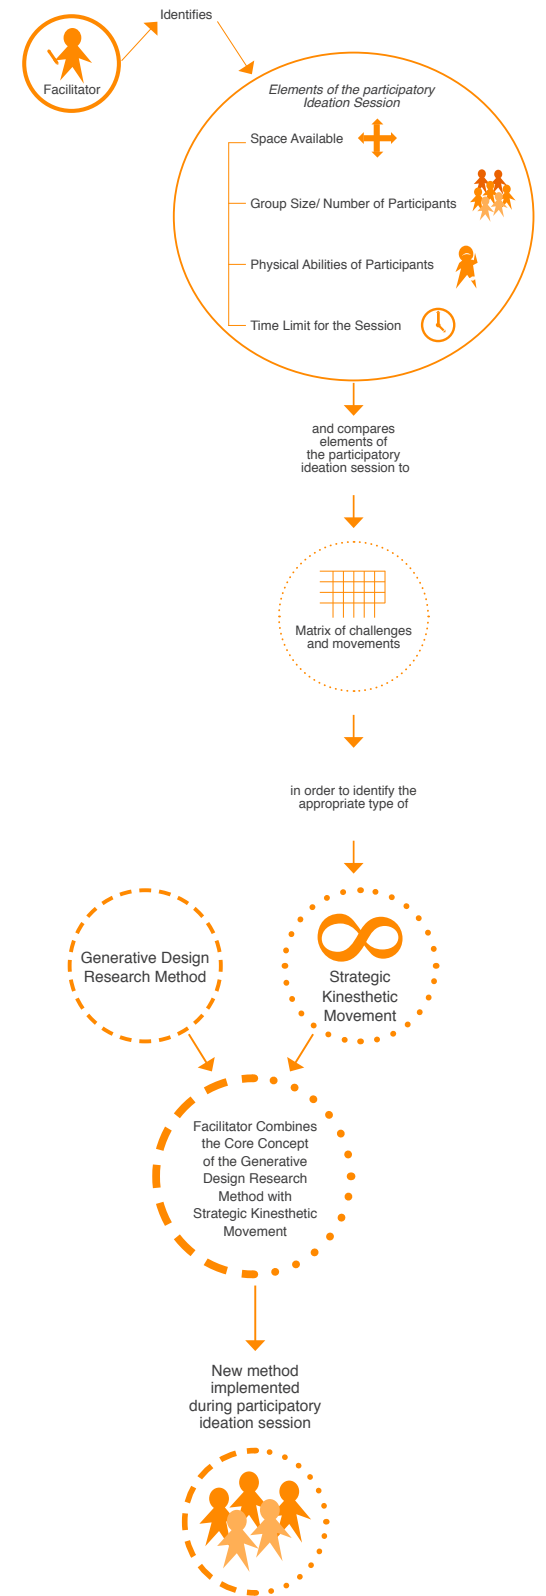 Identifies
Facilitator
Elements of the participatory
Ideation Session
Space Available
Group Size/ Number of Participants
Physical Abilities of Participants
Time Limit for the Session
and compares
elements of
the participatory
ideation session to
Matrix of challenges
and movements
in order to identify the
appropriate type of
Generative Design
Research Method
Strategic
Kinesthetic
Movement
Facilitator Combines
the Core Concept
of the Generative
Design Research
Method with
Strategic Kinesthetic
Movement
New method
implemented
during participatory
ideation session